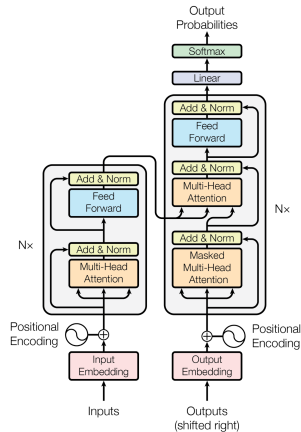 Output
Probabilities
Softmax
Linear
Add & Norm
Feed
Forward
Add & Norm
Multi-Head
Attention
Add & Norm
Masked
Multi-Head
Attention
N×
Add & Norm
Feed
Forward
Add & Norm
Multi-Head
Attention
N×
Positional
Encoding
Positional
Encoding
Input
Embedding
Output
Embedding
Inputs
Outputs
(shifted right)